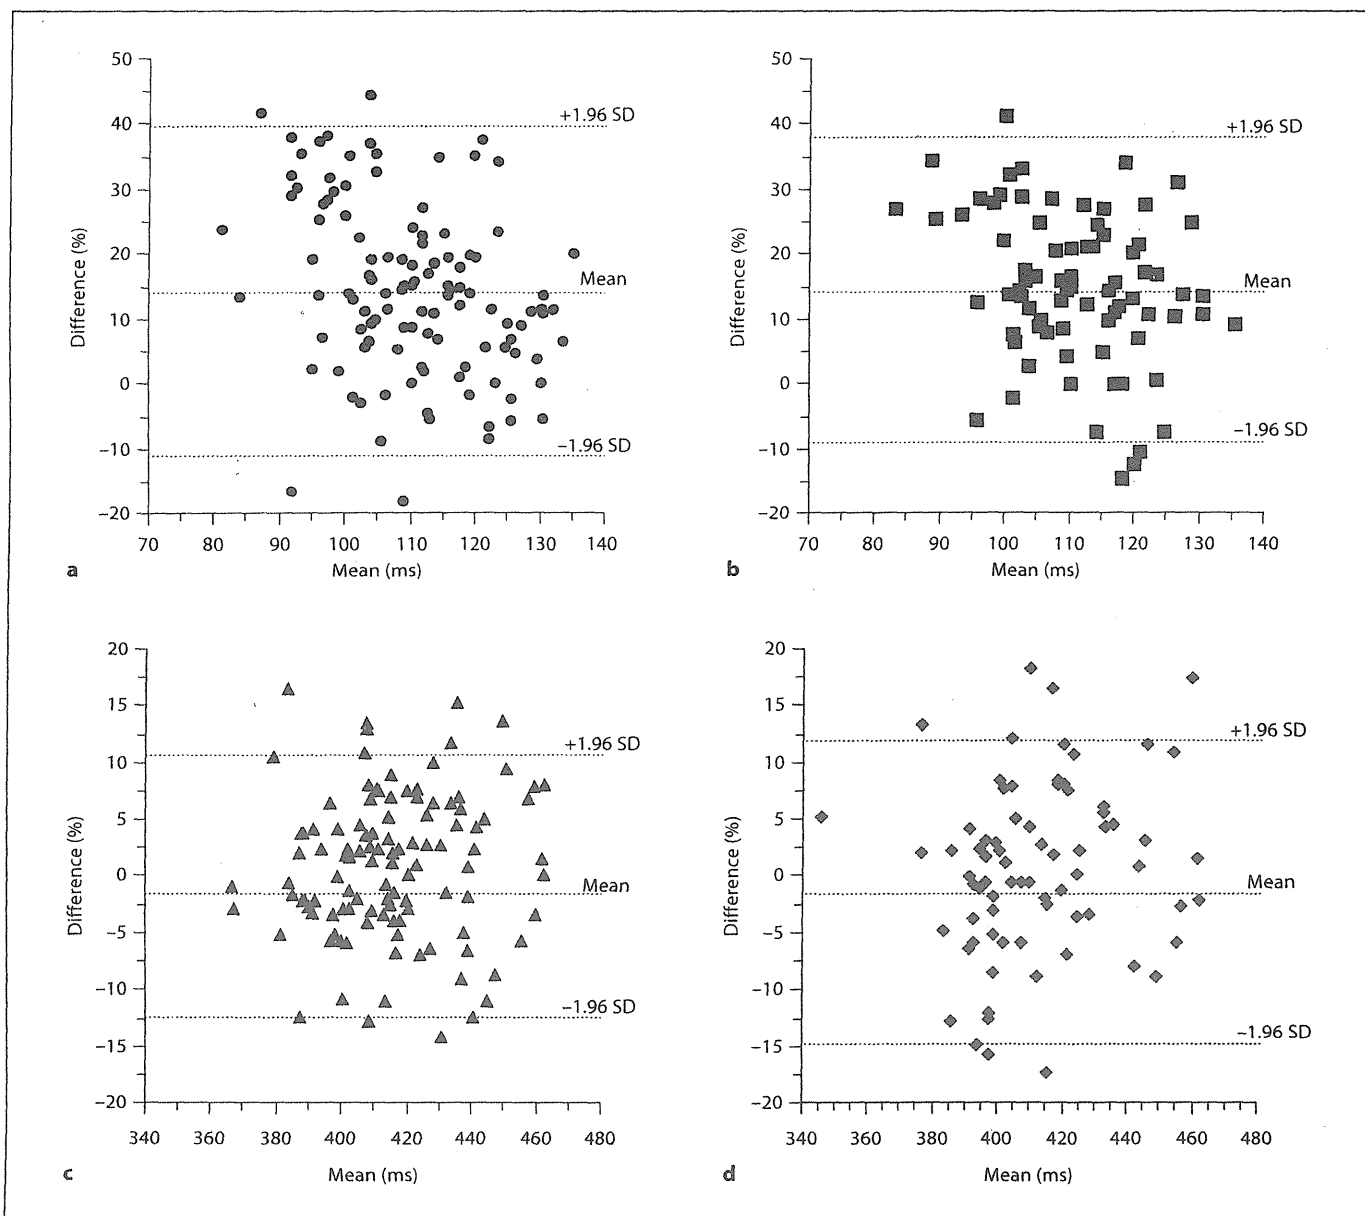 50
40
30
20
10
0
–10
–20
Difference (%)
+1.96 SD
Mean
–1.96 SD
70 80 90 100 110 120 130 140
Mean (ms)
a
50
40
30
20
10
0
–10
–20
Difference (%)
+1.96 SD
Mean
–1.96 SD
70 80 90 100 110 120 130 140
Mean (ms)
b
20
15
10
5
0
–5
–10
–15
–20
Difference (%)
+1.96 SD
Mean
–1.96 SD
340 360 380 400 420 440 460 480
Mean (ms)
c
20
15
10
5
0
–5
–10
–15
–20
Difference (%)
+1.96 SD
Mean
–1.96 SD
340 360 380 400 420 440 460 480
Mean (ms)
d